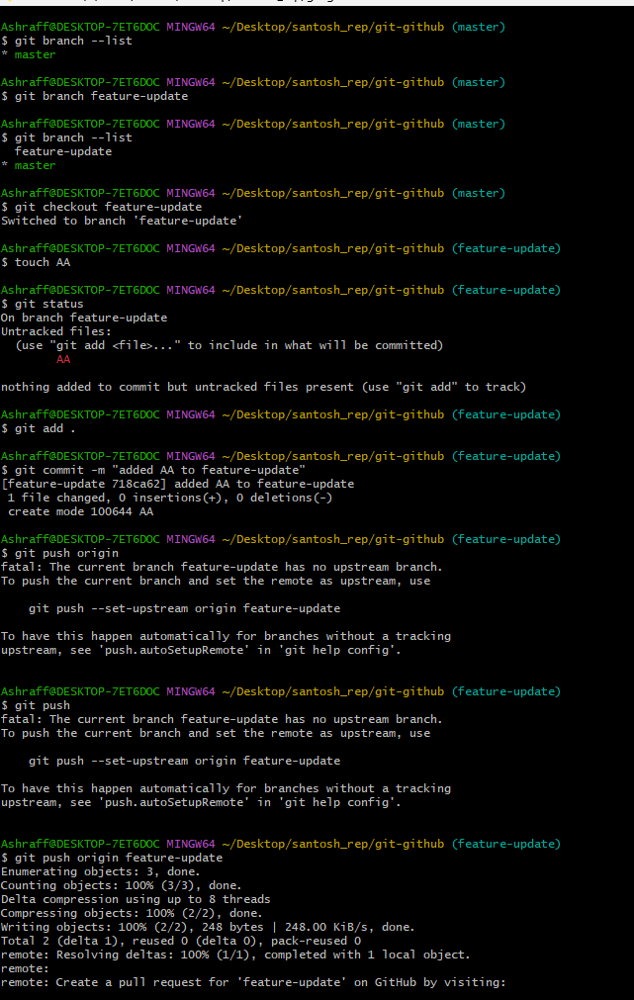 Ashraff@DESKTOP-7ET6DOC MINGW64 ~/Desktop/santosh_rep/git-github (master)
$ git branch --list
* master
Ashraff@DESKTOP-7ET6DOC MINGW64 ~/Desktop/santosh_rep/git-github (master)
$ git branch feature-update
Ashraff@DESKTOP-7ET6DOC MINGW64 ~/Desktop/santosh_rep/git-github (master)
$ git branch --list
  feature-update
* master
Ashraff@DESKTOP-7ET6DOC MINGW64 ~/Desktop/santosh_rep/git-github (master)
$ git checkout feature-update
Switched to branch 'feature-update'
Ashraff@DESKTOP-7ET6DOC MINGW64 ~/Desktop/santosh_rep/git-github (feature-update)
$ touch AA
Ashraff@DESKTOP-7ET6DOC MINGW64 ~/Desktop/santosh_rep/git-github (feature-update)
$ git status
On branch feature-update
Untracked files:
  (use "git add <file>..." to include in what will be committed)
        AA
nothing added to commit but untracked files present (use "git add" to track)
Ashraff@DESKTOP-7ET6DOC MINGW64 ~/Desktop/santosh_rep/git-github (feature-update)
$ git add .
Ashraff@DESKTOP-7ET6DOC MINGW64 ~/Desktop/santosh_rep/git-github (feature-update)
$ git commit -m "added AA to feature-update"
[feature-update 718ca62] added AA to feature-update
 1 file changed, 0 insertions(+), 0 deletions(-)
 create mode 100644 AA
Ashraff@DESKTOP-7ET6DOC MINGW64 ~/Desktop/santosh_rep/git-github (feature-update)
$ git push origin
fatal: The current branch feature-update has no upstream branch.
To push the current branch and set the remote as upstream, use
    git push --set-upstream origin feature-update
To have this happen automatically for branches without a tracking
upstream, see 'push.autoSetupRemote' in 'git help config'.
Ashraff@DESKTOP-7ET6DOC MINGW64 ~/Desktop/santosh_rep/git-github (feature-update)
$ git push
fatal: The current branch feature-update has no upstream branch.
To push the current branch and set the remote as upstream, use
    git push --set-upstream origin feature-update
To have this happen automatically for branches without a tracking
upstream, see 'push.autoSetupRemote' in 'git help config'.
Ashraff@DESKTOP-7ET6DOC MINGW64 ~/Desktop/santosh_rep/git-github (feature-update)
$ git push origin feature-update
Enumerating objects: 3, done.
Counting objects: 100% (3/3), done.
Delta compression using up to 8 threads
Compressing objects: 100% (2/2), done.
Writing objects: 100% (2/2), 248 bytes | 248.00 KiB/s, done.
Total 2 (delta 1), reused 0 (delta 0), pack-reused 0
remote: Resolving deltas: 100% (1/1), completed with 1 local object.
remote:
remote: Create a pull request for 'feature-update' on GitHub by visiting: